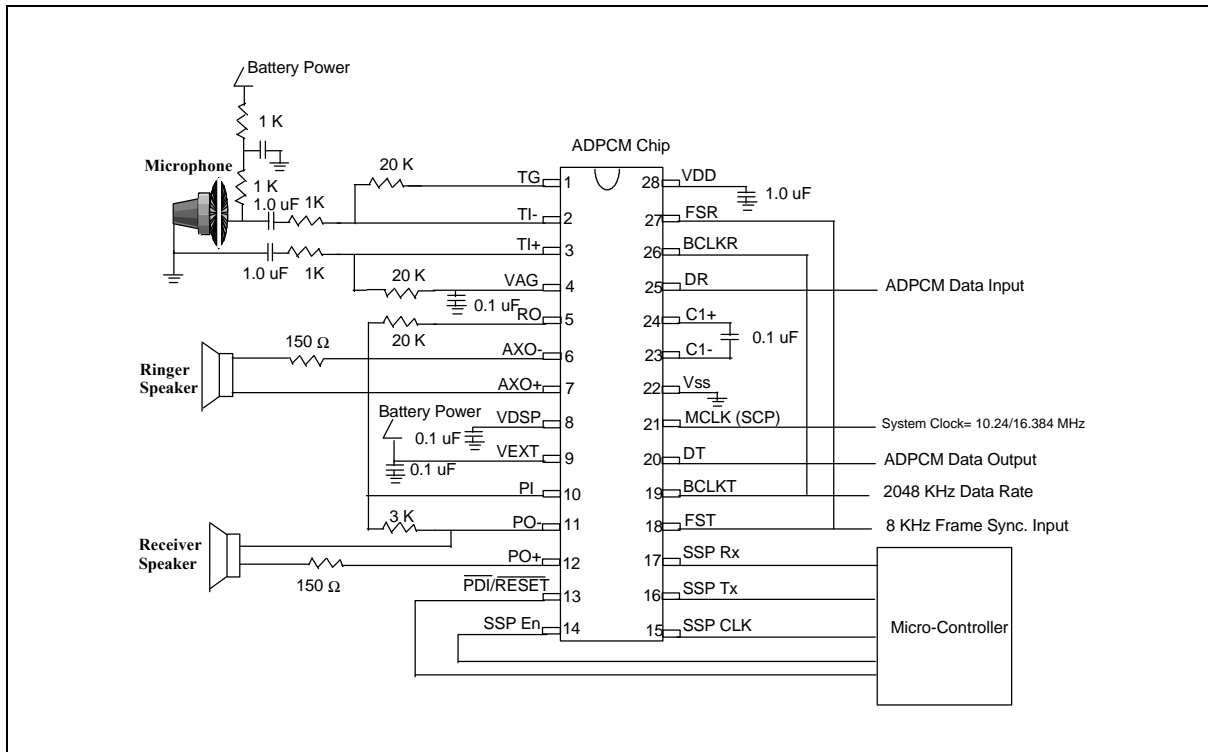 Battery Power
1 K
ADPCM Chip
Microphone
1 K
20 K
TG
1
28
VDD
1.0 uF
1.0 uF
1K
TI-
2
27
FSR
TI+
3
26
BCLKR
1.0 uF
1K
20 K
VAG
4
25
DR
ADPCM Data Input
0.1 uF
RO
5
24
C1+
0.1 uF
20 K
150 Ω
AXO-
6
23
C1-
Ringer
Speaker
AXO+
7
22
Vss
Battery Power
VDSP
8
21
MCLK (SCP)
System Clock= 10.24/16.384 MHz
0.1 uF
VEXT
9
20
DT
ADPCM Data Output
0.1 uF
PI
10
19
BCLKT
2048 KHz Data Rate
3 K
PO-
11
18
FST
8 KHz Frame Sync. Input
Receiver
Speaker
PO+
12
17
SSP Rx
150 Ω
PDI/RESET
13
16
SSP Tx
SSP En
14
15
SSP CLK
Micro-Controller